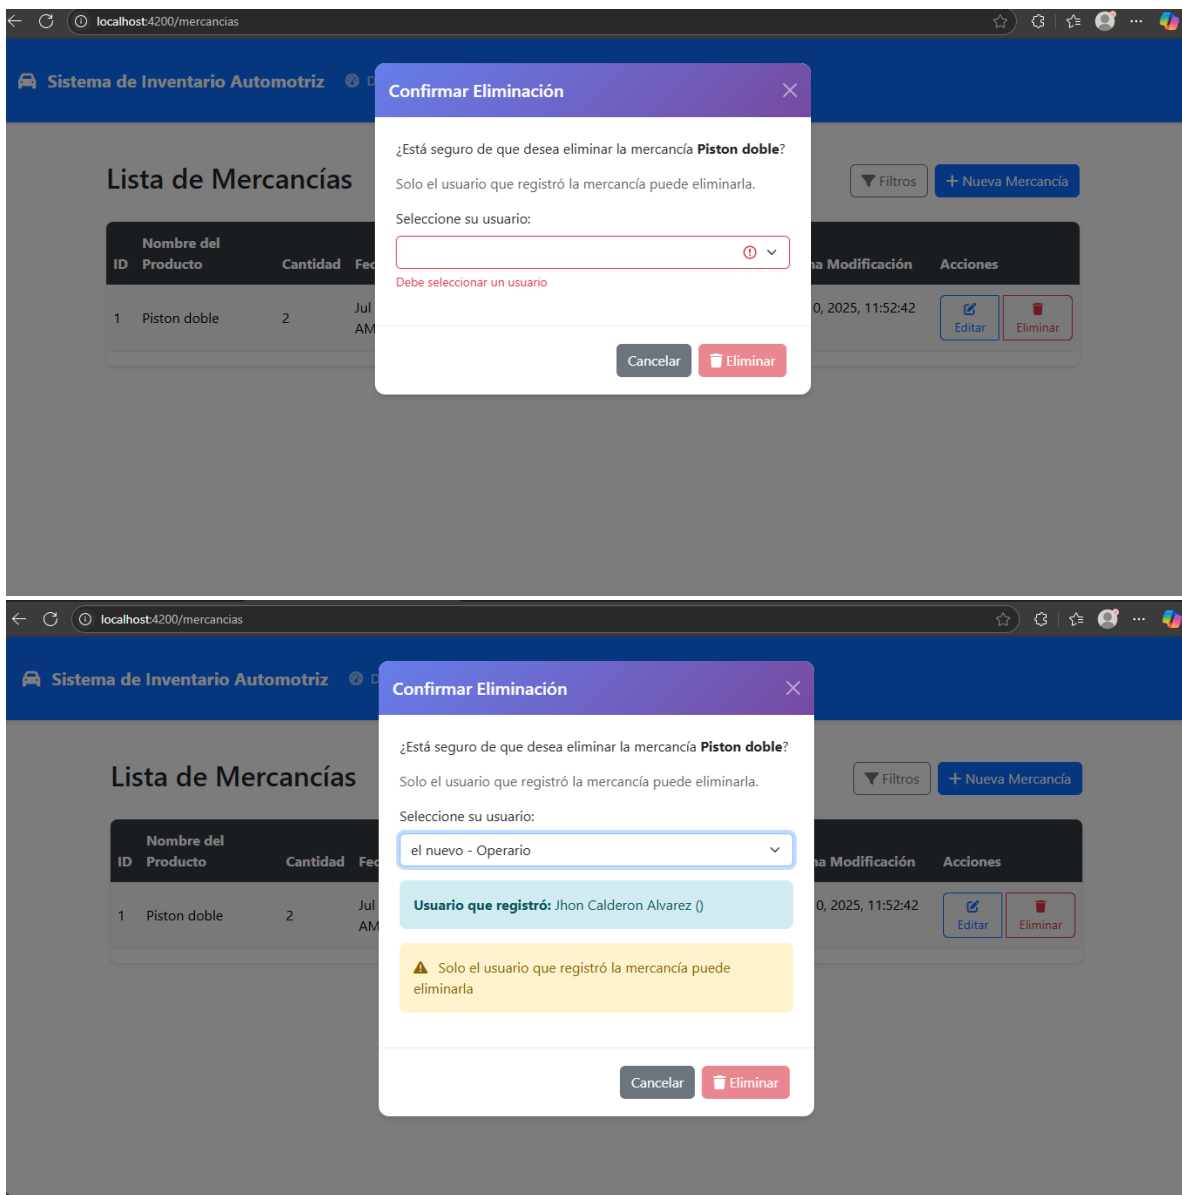 localhost:4200/mercancias
Sistema de Inventario Automotriz D
Confirmar Eliminación
¿Está seguro de que desea eliminar la mercancía Piston doble?
Solo el usuario que registró la mercancía puede eliminarla.
Seleccione su usuario:
Debe seleccionar un usuario
Cancelar Eliminar
Lista de Mercancías
Filtros + Nueva Mercancía
ID Nombre del Producto Cantidad Fec na Modificación Acciones
1 Piston doble 2 Jul AM 0, 2025, 11:52:42 Editar Eliminar
localhost:4200/mercancias
Sistema de Inventario Automotriz D
Confirmar Eliminación
¿Está seguro de que desea eliminar la mercancía Piston doble?
Solo el usuario que registró la mercancía puede eliminarla.
Seleccione su usuario:
el nuevo - Operario
Usuario que registró: Jhon Calderon Alvarez ()
Solo el usuario que registró la mercancía puede
eliminarla
Cancelar Eliminar
Lista de Mercancías
Filtros + Nueva Mercancía
ID Nombre del Producto Cantidad Fec na Modificación Acciones
1 Piston doble 2 Jul AM 0, 2025, 11:52:42 Editar Eliminar